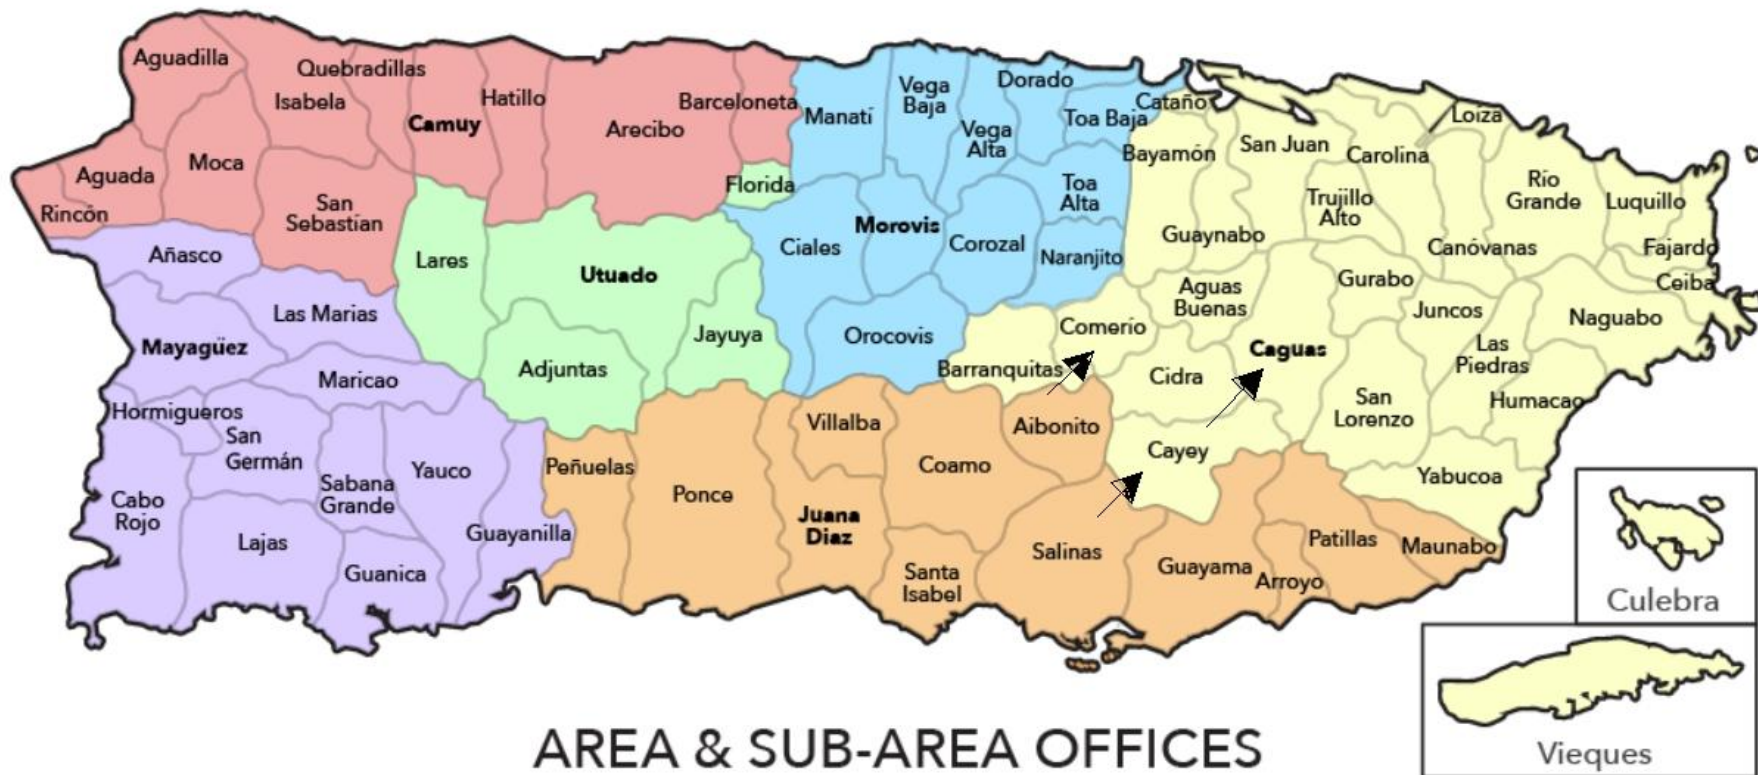 Aguadilla
Quebradillas
Isabela
Camuy
Hatillo
Arecibo
Barceloneta
Moca
Aguada
Rincón
San
Sebastían
Florida
Manatí
Vega
Baja
Dorado
Vega
Alta
Toa Baja
Cataño
Toa
Alta
Morovis
Ciales
Corozal
Naranjito
Orocovis
Bayamón
San Juan
Carolina
Loíza
Trujillo
Alto
Río
Grande
Luquillo
Guaynabo
Canóvanas
Fajardo
Ceiba
Aguas
Buenas
Gurabo
Juncos
Naguabo
Comerío
Barranquitas
Caguas
Las
Piedras
Cidra
San
Lorenzo
Humacao
Cayey
Yabucoa
Lares
Utuado
Jayuya
Adjuntas
Añasco
Las Marias
Mayagüez
Maricao
Hormigueros
San
Germán
Sabana
Grande
Yauco
Cabo
Rojo
Lajas
Guanica
Guayanilla
Peñuelas
Ponce
Villalba
Juana
Diaz
Coamo
Aibonito
Santa
Isabel
Salinas
Guayama
Arroyo
Patillas
Maunabo
Culebra
Vieques
AREA & SUB-AREA OFFICES